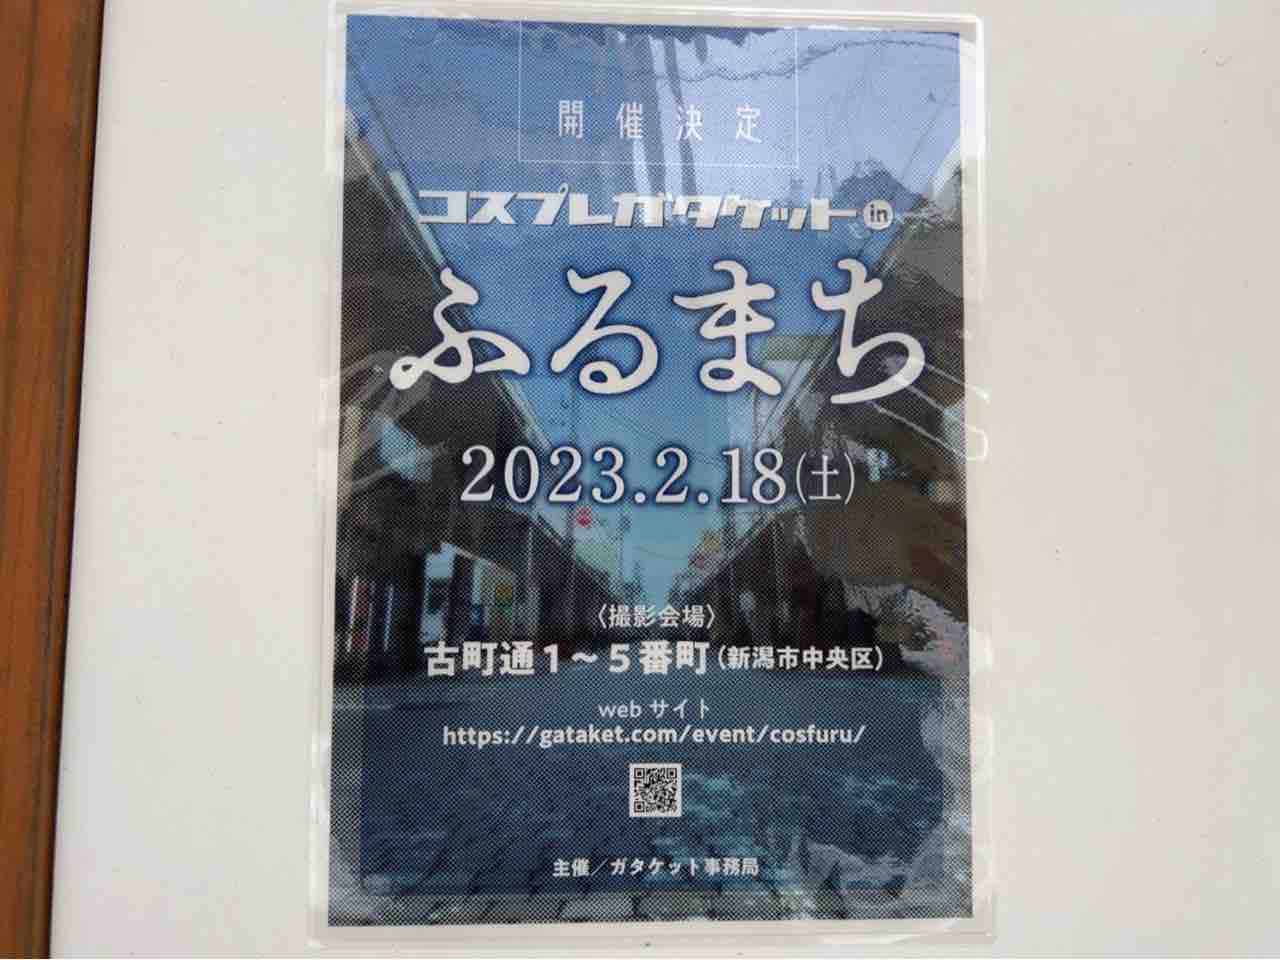 開催決定
コスプレガタケットin
ふるまち
2023.2.18(土)
〈撮影会場〉
古町通1～5番町(新潟市中央区)
webサイト
https://gataket.com/event/cosfuru/
主催／ガタケット事務局